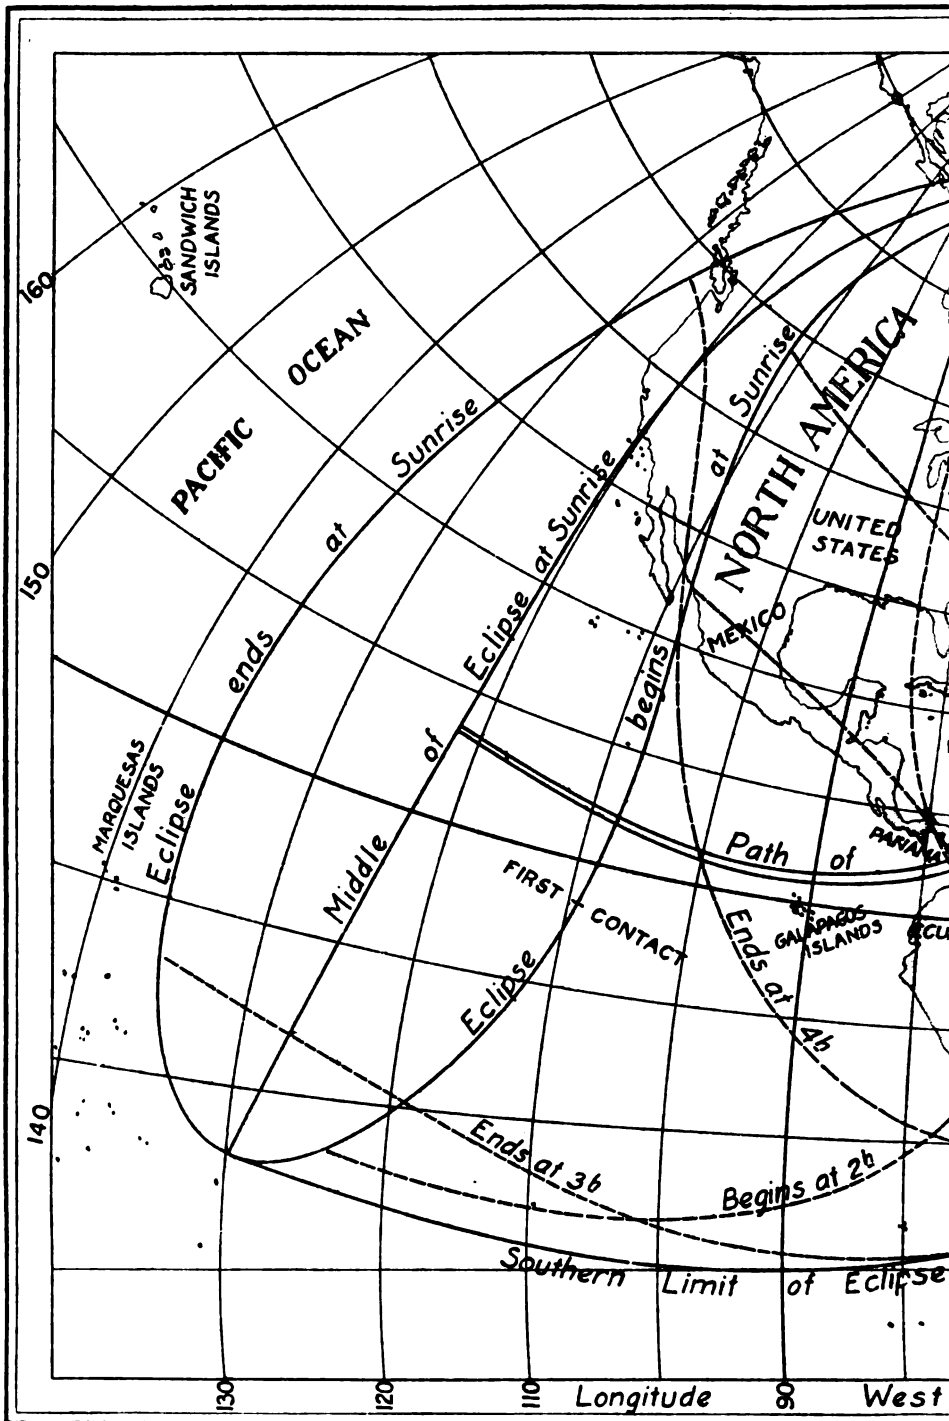 SANDWICH
ISLANDS
160
PACIFIC OCEAN
NORTH AMERICA
UNITED
STATES
MEXICO
PANAMA
150
Eclipse ends at Sunrise
Middle of Eclipse at Sunrise
Eclipse begins at Sunrise
MARQUESAS
ISLANDS
Path of
FIRST CONTACT
GALAPAGOS
ISLANDS
ECU
Ends at 4h
140
Ends at 3h
Begins at 2h
Southern Limit of Eclipse
130
120
110
Longitude
90
West